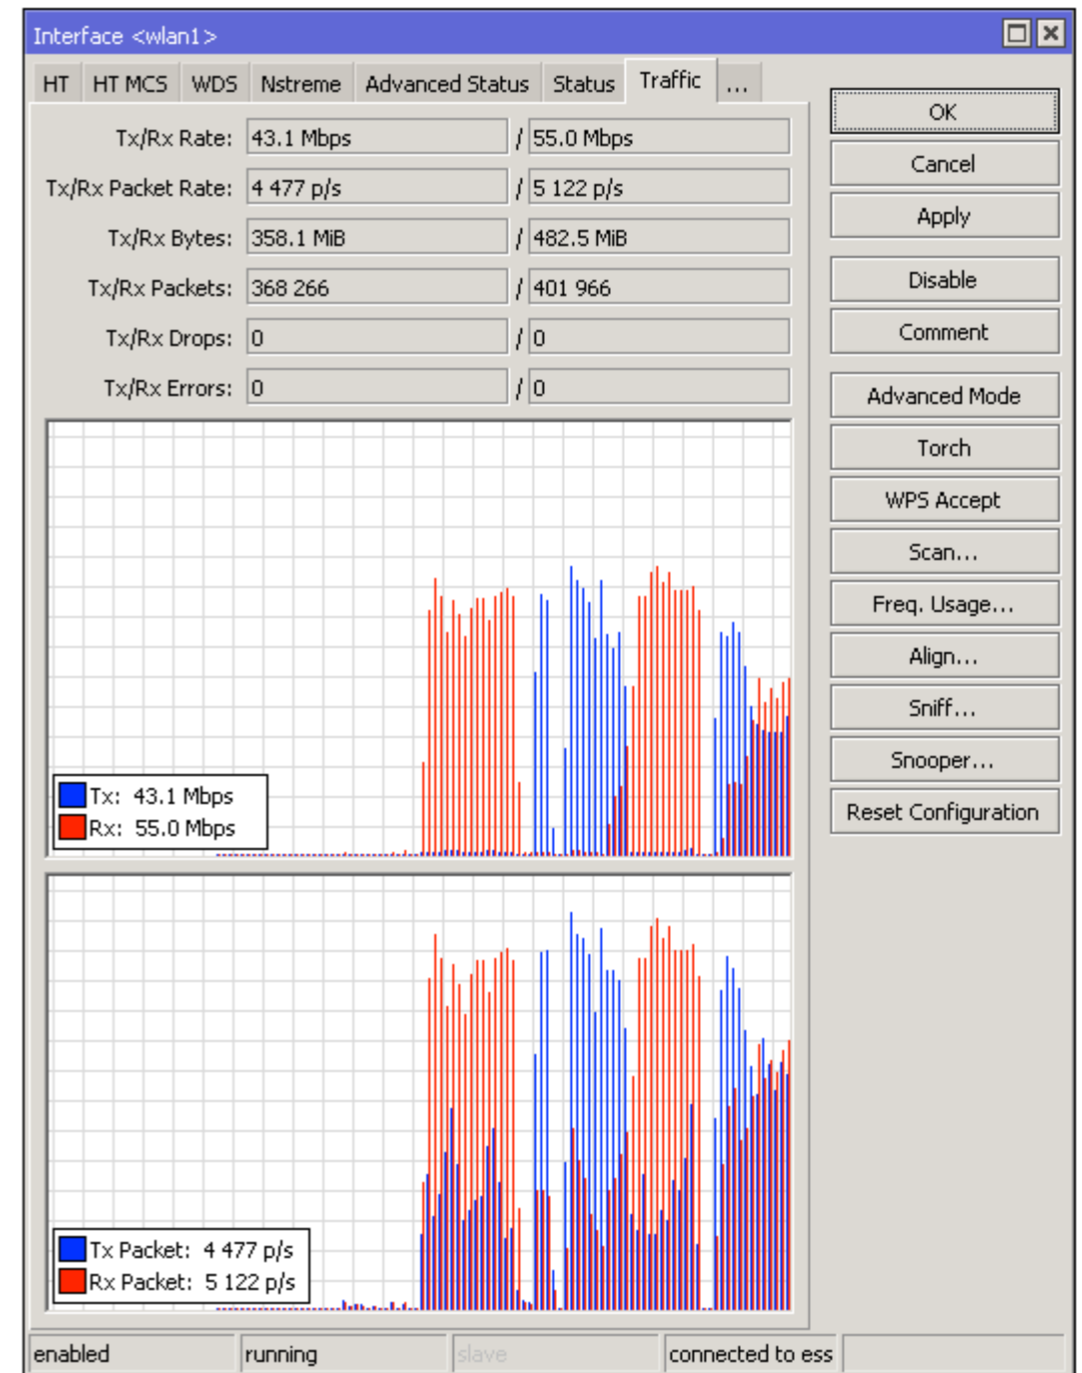 Interface <wlan1>
HT HT MCS WDS Nstreme Advanced Status Status Traffic ...
Tx/Rx Rate: 43.1 Mbps / 55.0 Mbps
Tx/Rx Packet Rate: 4 477 p/s / 5 122 p/s
Tx/Rx Bytes: 358.1 MiB / 482.5 MiB
Tx/Rx Packets: 368 266 / 401 966
Tx/Rx Drops: 0 / 0
Tx/Rx Errors: 0 / 0
Tx: 43.1 Mbps
Rx: 55.0 Mbps
Tx Packet: 4 477 p/s
Rx Packet: 5 122 p/s
OK
Cancel
Apply
Disable
Comment
Advanced Mode
Torch
WPS Accept
Scan...
Freq. Usage...
Align...
Sniff...
Snooper...
Reset Configuration
enabled running slave connected to ess